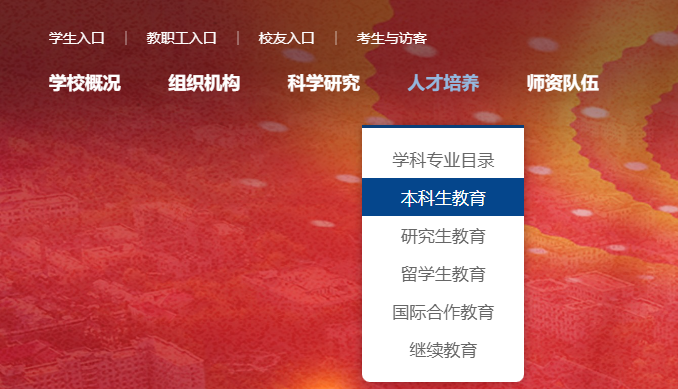 学生入口 | 教职工入口 | 校友入口 | 考生与访客
学校概况 组织机构 科学研究 人才培养 师资队伍
学科专业目录
本科生教育
研究生教育
留学生教育
国际合作教育
继续教育